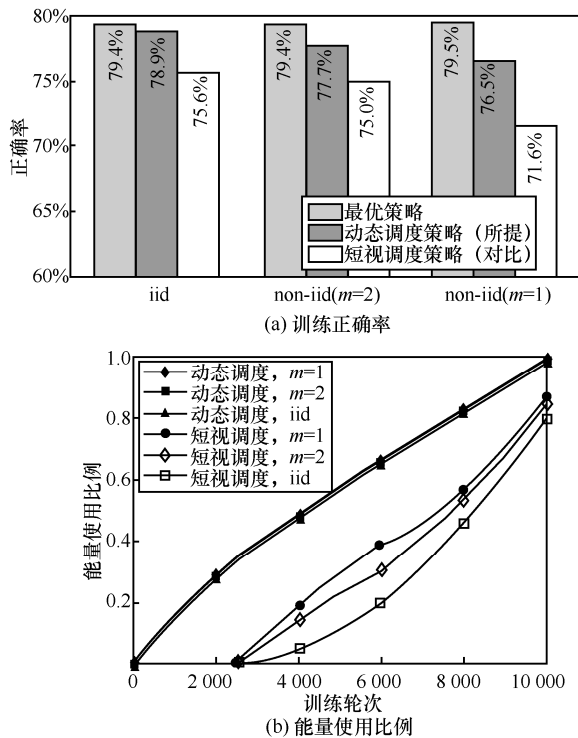 80%
75%
70%
65%
60%
正确率
79.4%
78.9%
75.6%
79.4%
77.7%
75.0%
79.5%
76.5%
71.6%
最优策略
动态调度策略（所提）
短视调度策略（对比）
iid
non-iid(m=2)
non-iid(m=1)
(a) 训练正确率
1.0
0.8
0.6
0.4
0.2
能量使用比例
动态调度，m=1
动态调度，m=2
动态调度，iid
短视调度，m=1
短视调度，m=2
短视调度，iid
0
2 000
4 000
6 000
8 000
10 000
训练轮次
(b) 能量使用比例